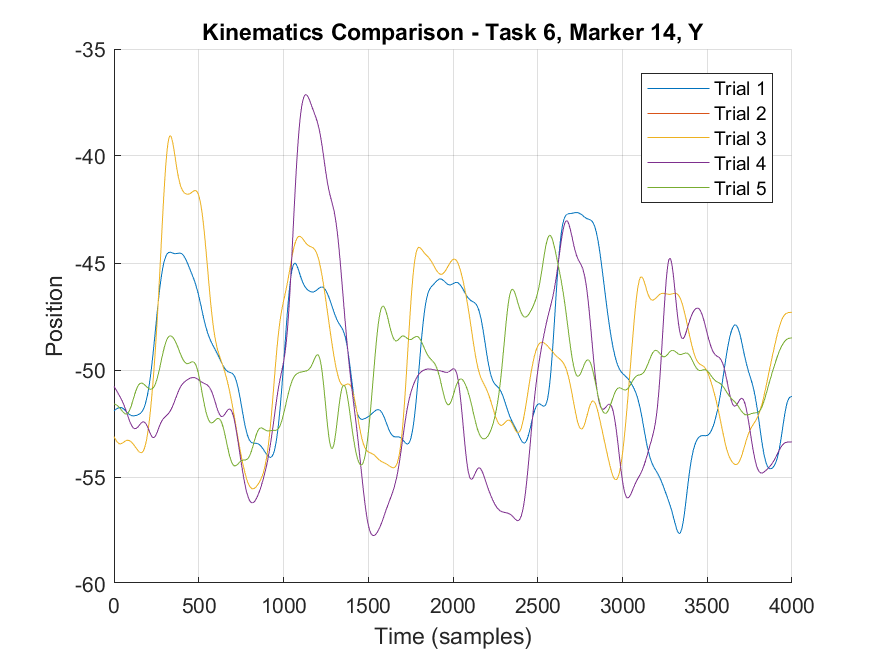 Kinematics Comparison - Task 6, Marker 14, Y
-35
-40
-45
-50
-55
-60
Position
Trial 1
Trial 2
Trial 3
Trial 4
Trial 5
0 500 1000 1500 2000 2500 3000 3500 4000
Time (samples)